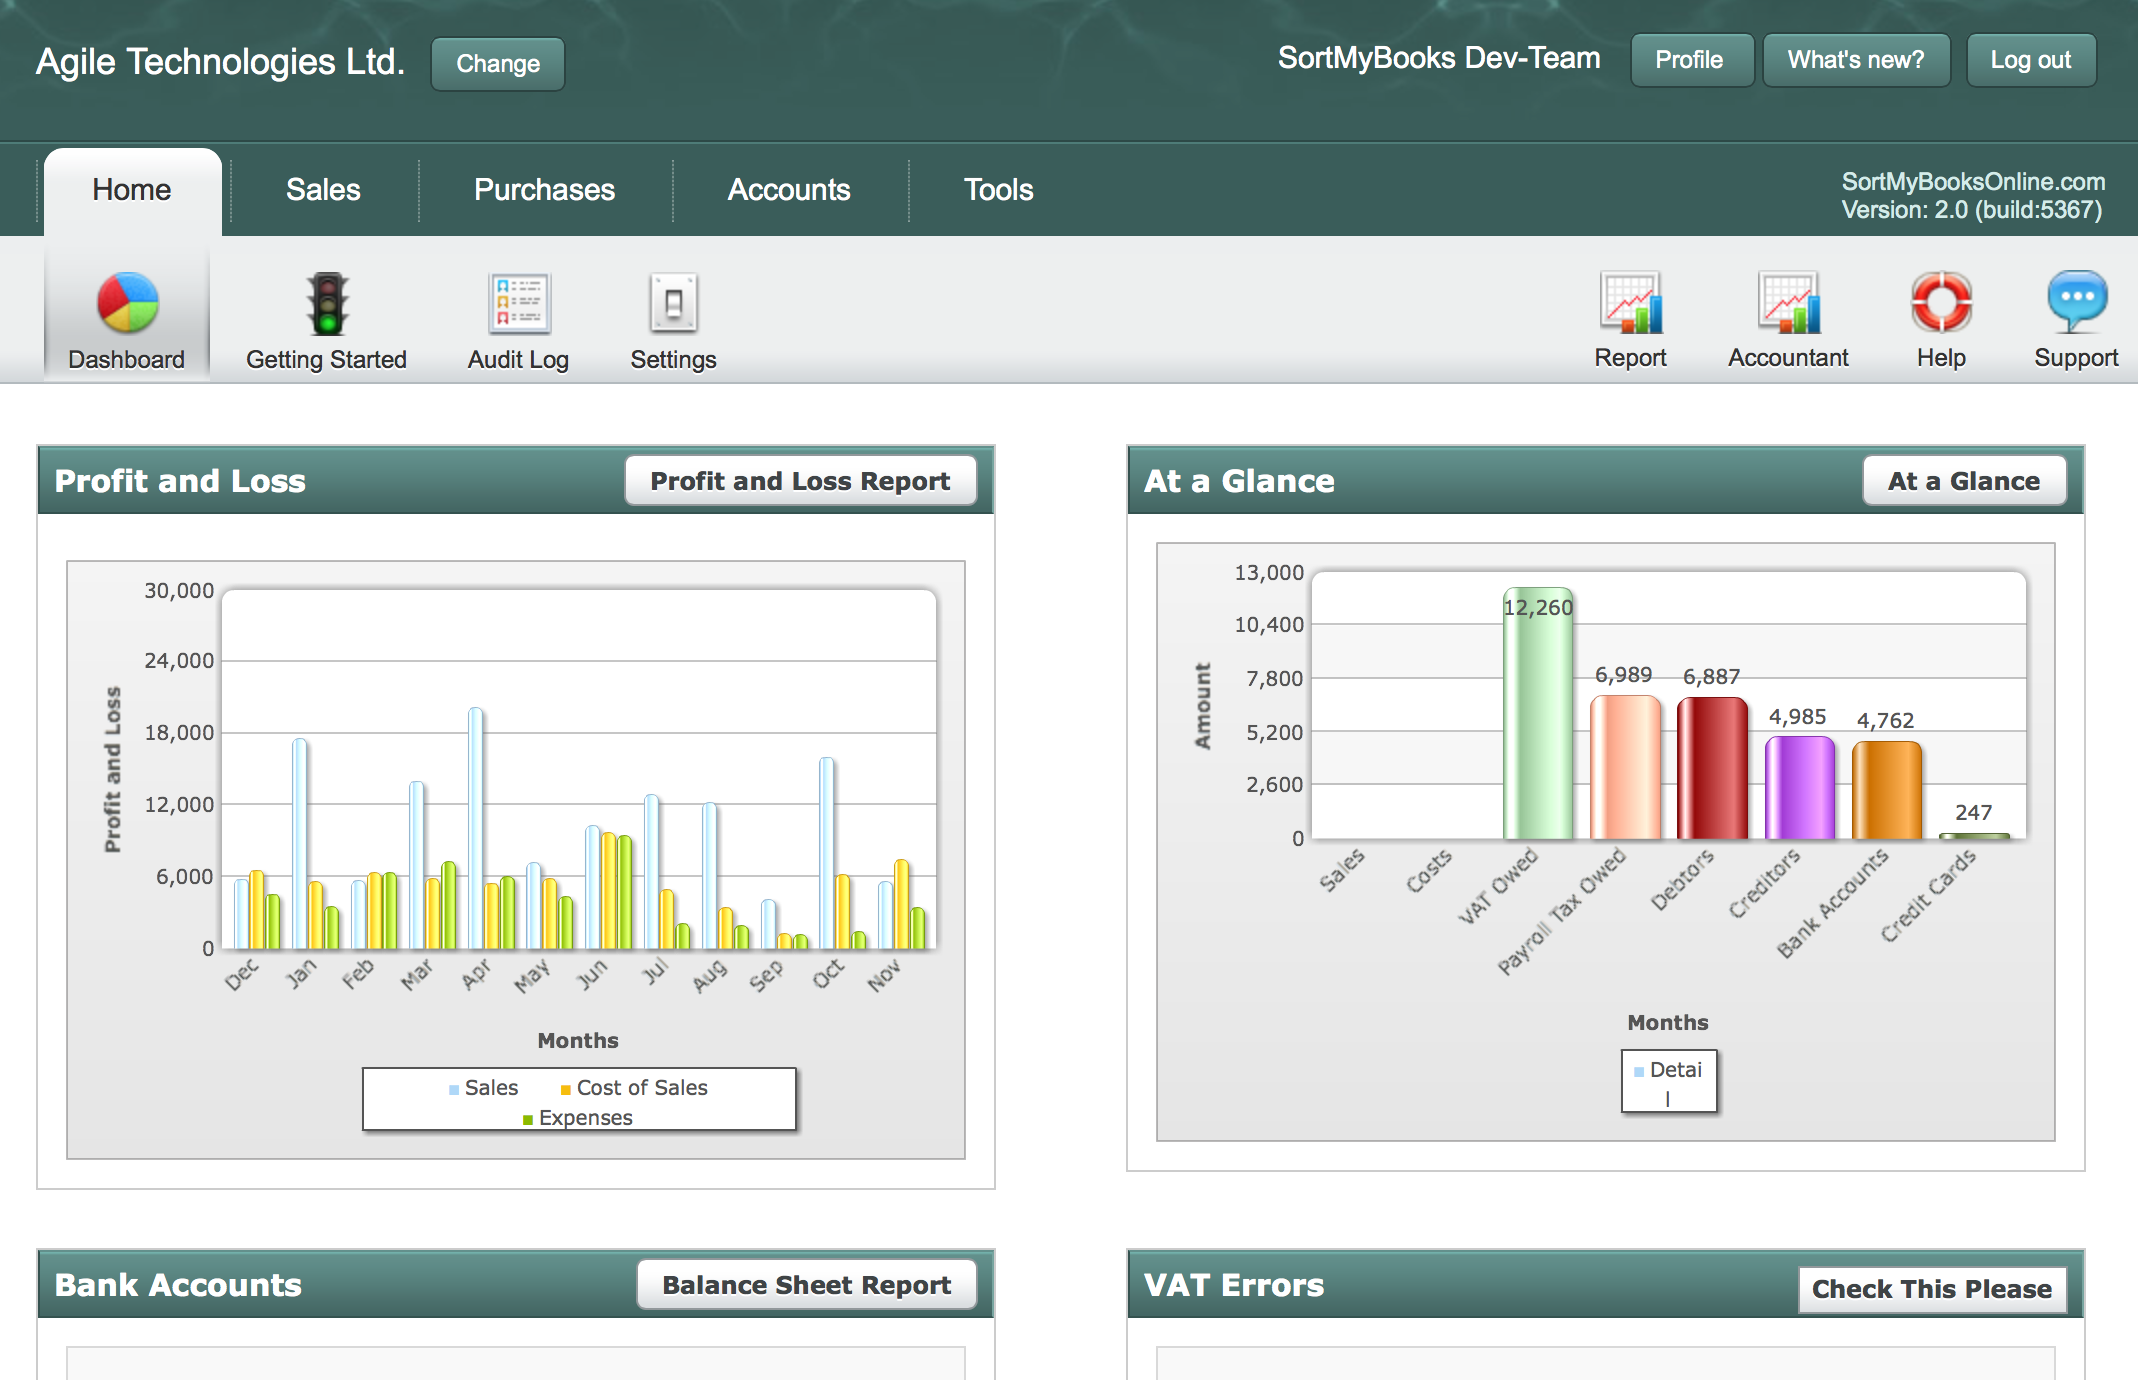 Agile Technologies Ltd.
Change
SortMyBooks Dev-Team
Profile
What's new?
Log out
Home
Sales
Purchases
Accounts
Tools
SortMyBooksOnline.com
Version: 2.0 (build:5367)
Dashboard
Getting Started
Audit Log
Settings
Report
Accountant
Help
Support
Profit and Loss
Profit and Loss Report
30,000
24,000
18,000
12,000
6,000
0
Profit and Loss
Dec
Jan
Feb
Mar
Apr
May
Jun
Jul
Aug
Sep
Oct
Nov
Months
Sales
Cost of Sales
Expenses
At a Glance
At a Glance
13,000
10,400
7,800
5,200
2,600
0
Amount
12,260
6,989
6,887
4,985
4,762
247
Sales
Costs
VAT Owed
Payroll Tax Owed
Debtors
Creditors
Bank Accounts
Credit Cards
Months
Detai
l
Bank Accounts
Balance Sheet Report
VAT Errors
Check This Please